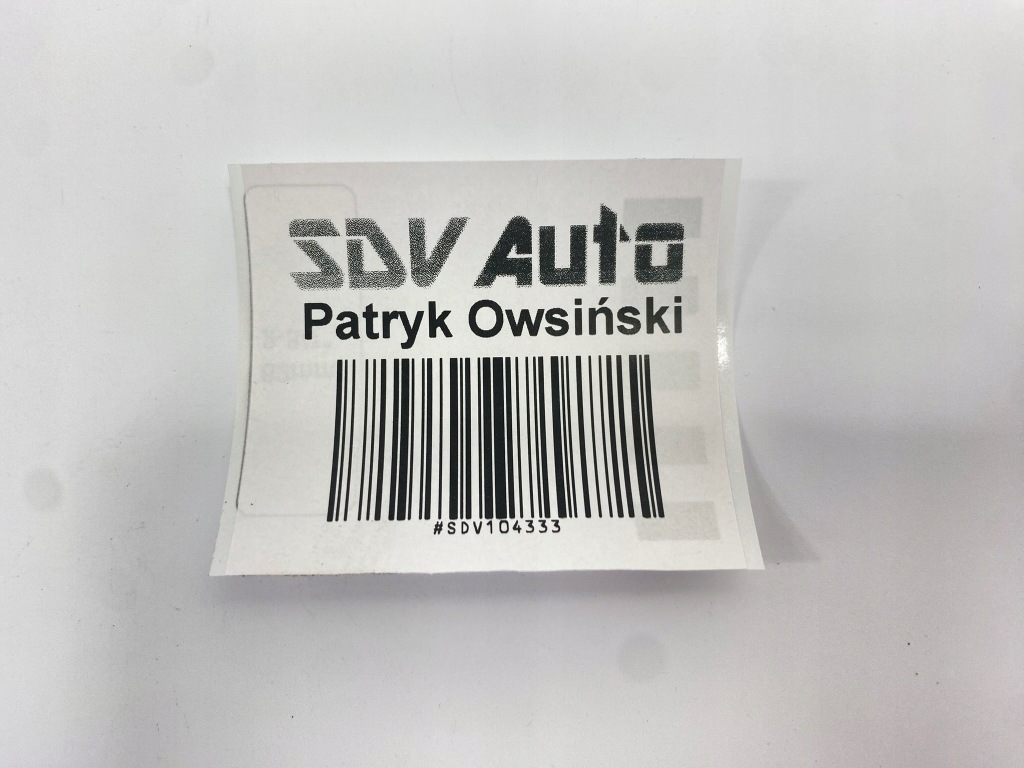 SDV Auto
Patryk Owsiński
#SDV104333